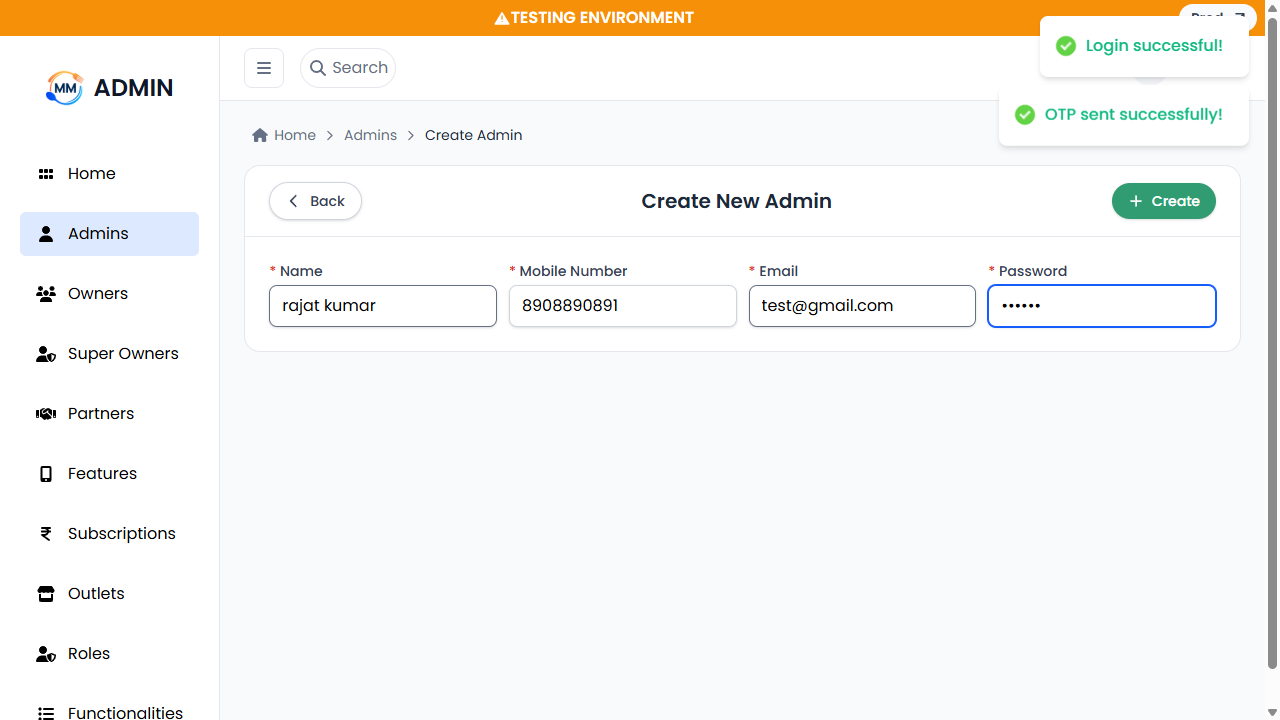 TESTING ENVIRONMENT
Login successful!
OTP sent successfully!
MM ADMIN
Search
Home
Admins
Owners
Super Owners
Partners
Features
Subscriptions
Outlets
Roles
Functionalities
Home > Admins > Create Admin
Back
Create New Admin
+ Create
* Name
* Mobile Number
* Email
* Password
rajat kumar
8908890891
test@gmail.com
••••••